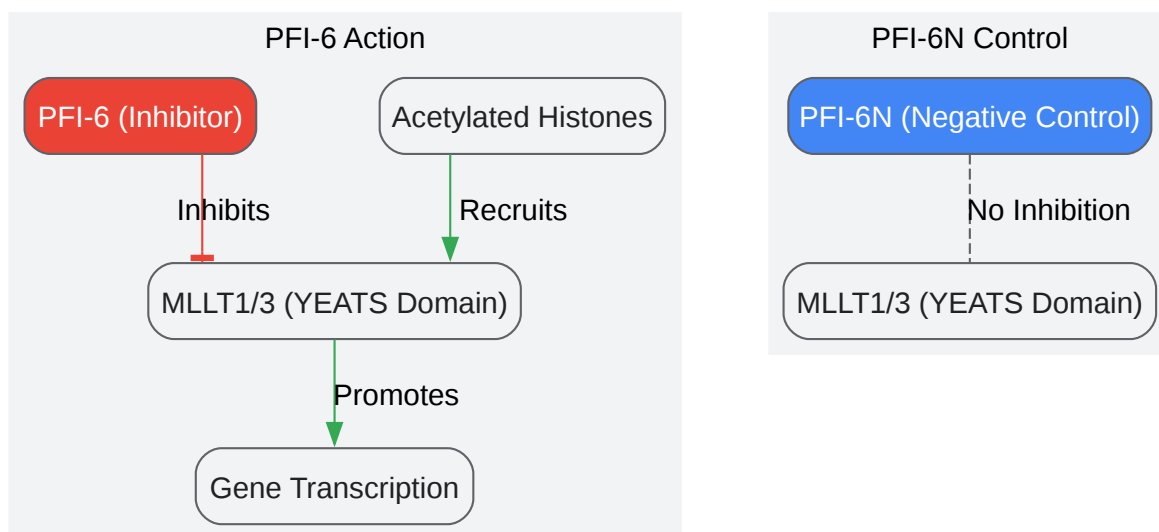 PFI-6 Action
PFI-6 (Inhibitor)
Acetylated Histones
Inhibits
Recruits
MLLT1/3 (YEATS Domain)
Promotes
Gene Transcription
PFI-6N Control
PFI-6N (Negative Control)
No Inhibition
MLLT1/3 (YEATS Domain)